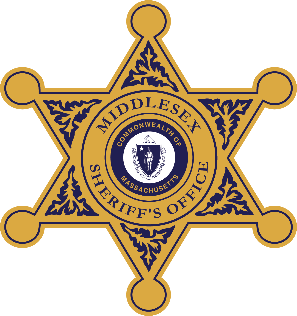 MIDDLESEX
SHERIFF'S OFFICE
COMMONWEALTH OF
MASSACHUSETTS